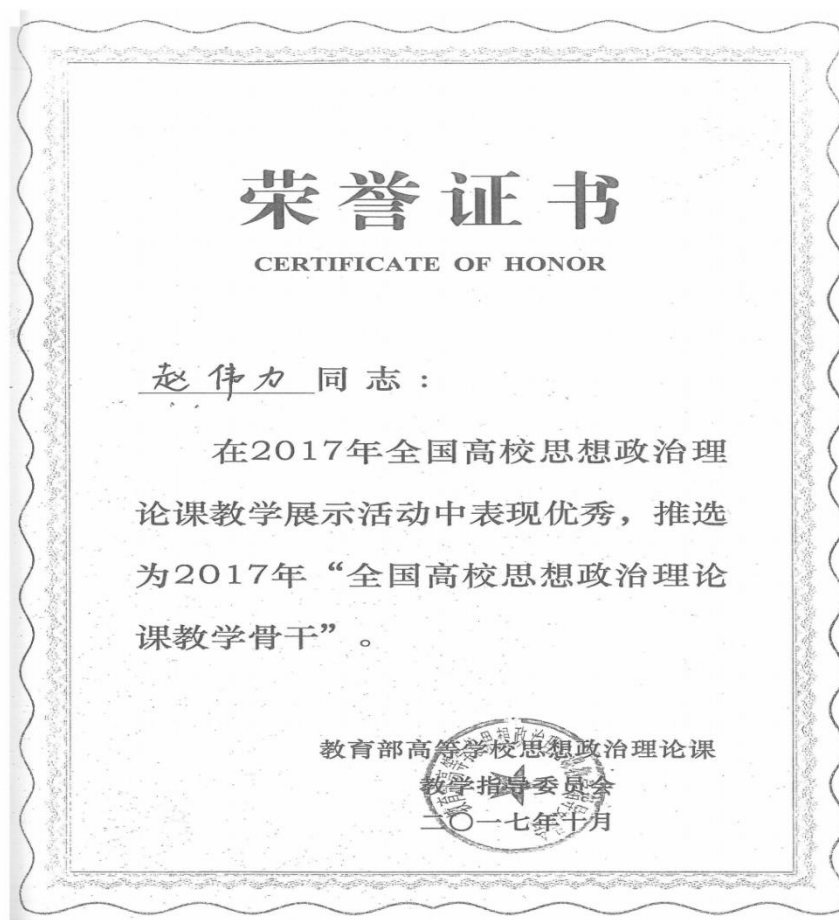 荣誉证书
CERTIFICATE OF HONOR
赵伟力同志:
在2017年全国高校思想政治理
论课教学展示活动中表现优秀，推选
为2017年“全国高校思想政治理论
课教学骨干”。
教育部高等学校思想政治理论课
教学指导委员会
二〇一七年十月